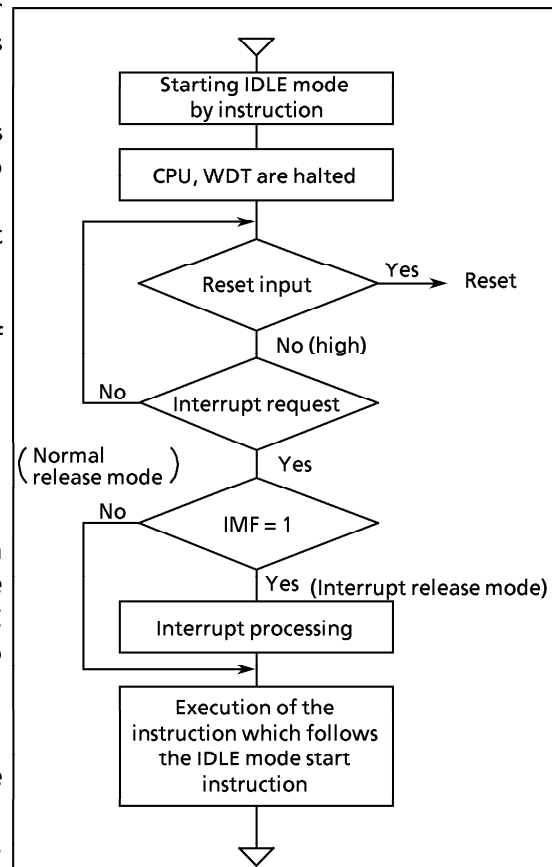 Starting IDLE mode
by instruction
CPU, WDT are halted
Reset input
Yes
Reset
No (high)
No
Interrupt request
(Normal
release mode)
Yes
No
IMF = 1
Yes (Interrupt release mode)
Interrupt processing
Execution of the
instruction which follows
the IDLE mode start
instruction